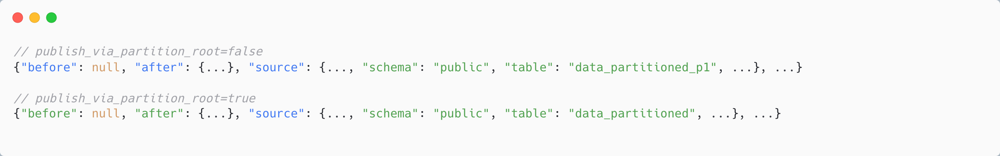 // publish_via_partition_root=false
{"before": null, "after": {...}, "source": {..., "schema": "public", "table": "data_partitioned_p1", ...}, ...}
// publish_via_partition_root=true
{"before": null, "after": {...}, "source": {..., "schema": "public", "table": "data_partitioned", ...}, ...}